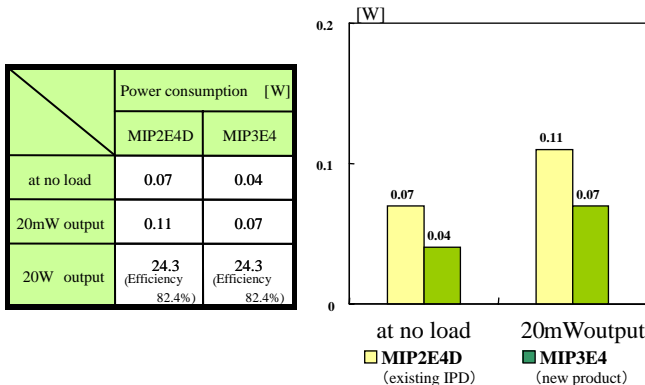 Power consumption [W]
MIP2E4D MIP3E4
at no load 0.07 0.04
20mW output 0.11 0.07
20W output 24.3 24.3
(Efficiency (Efficiency
82.4%) 82.4%)
[W]
0.2
0.1
0
0.07
0.04
0.11
0.07
at no load 20mWoutput
MIP2E4D MIP3E4
(existing IPD) (new product)